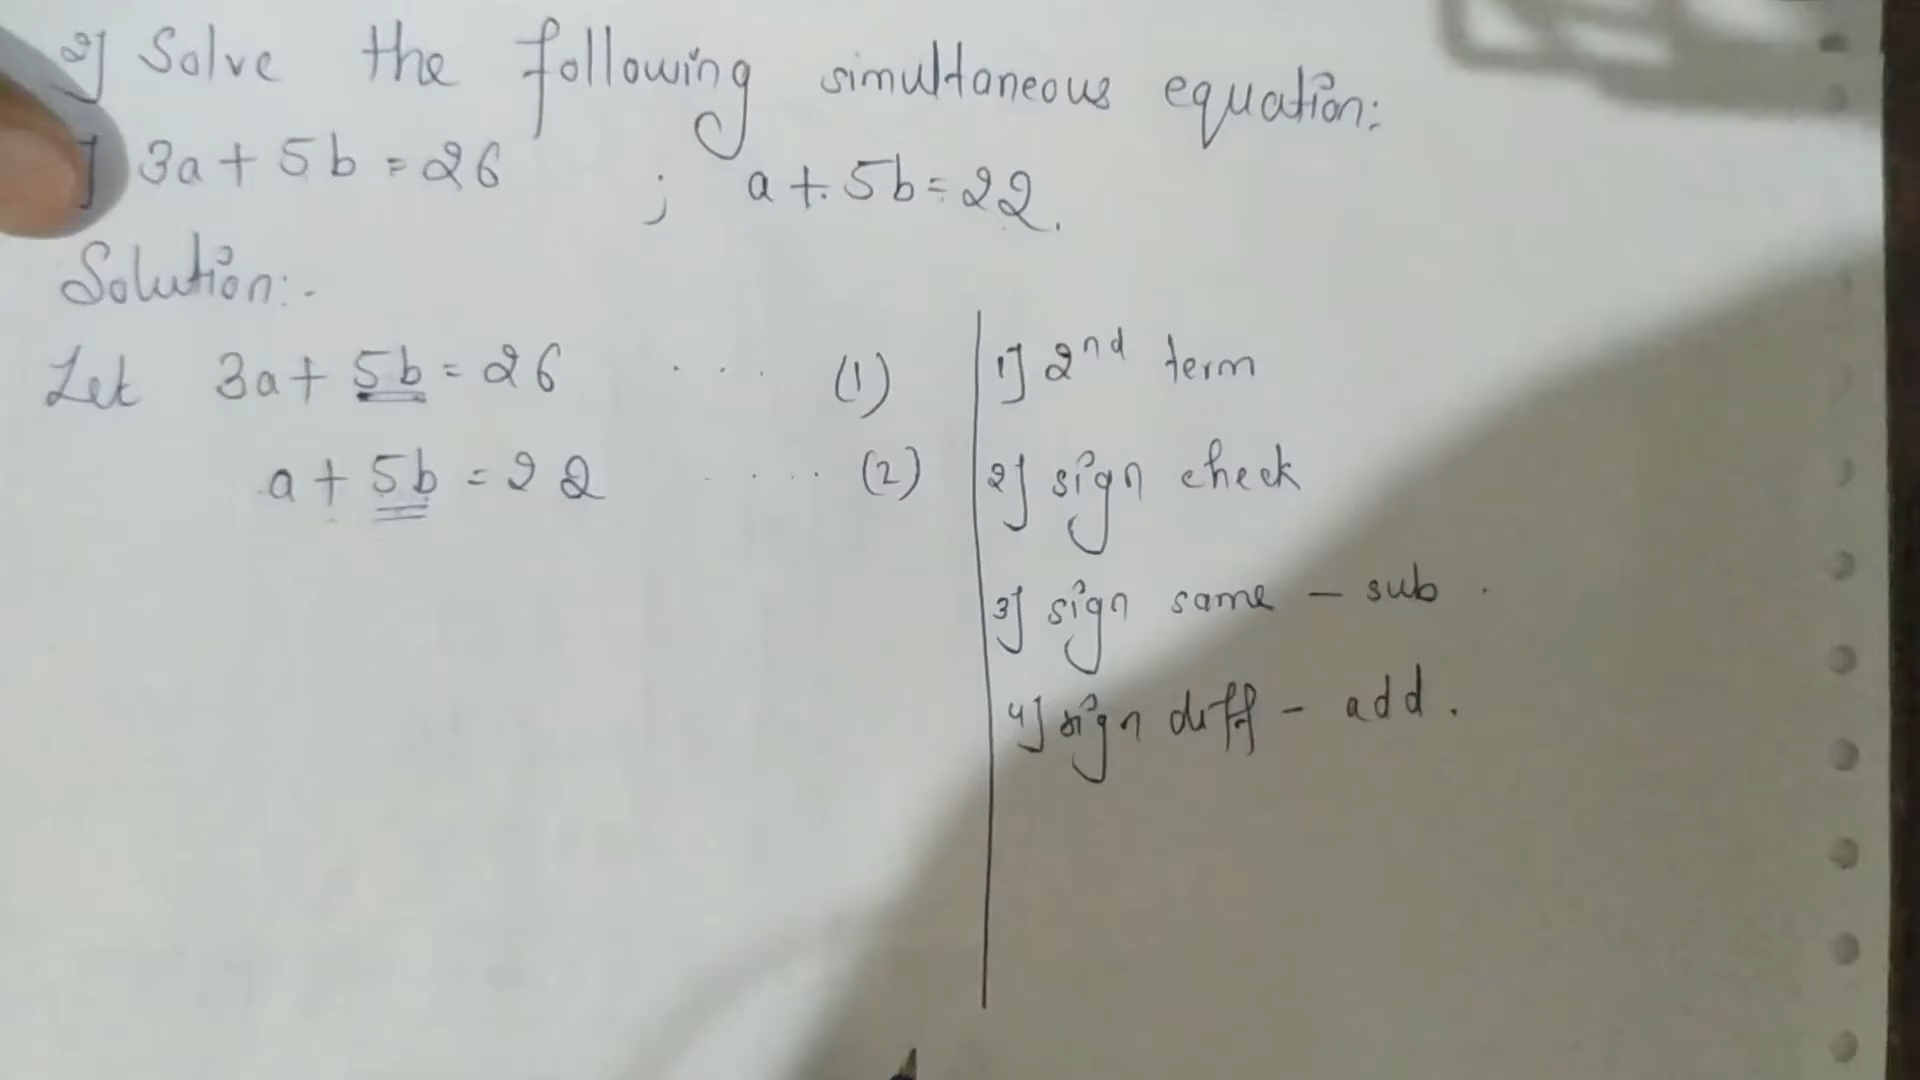 2] Solve the following simultaneous equation:
] 3a + 5b = 26 ; a + 5b = 22.
Solution:-
Let 3a + 5b = 26 ... (1)
a + 5b = 22 .... (2)
1] 2nd term
2] sign check
3] sign same - sub.
4] sign diff - add.